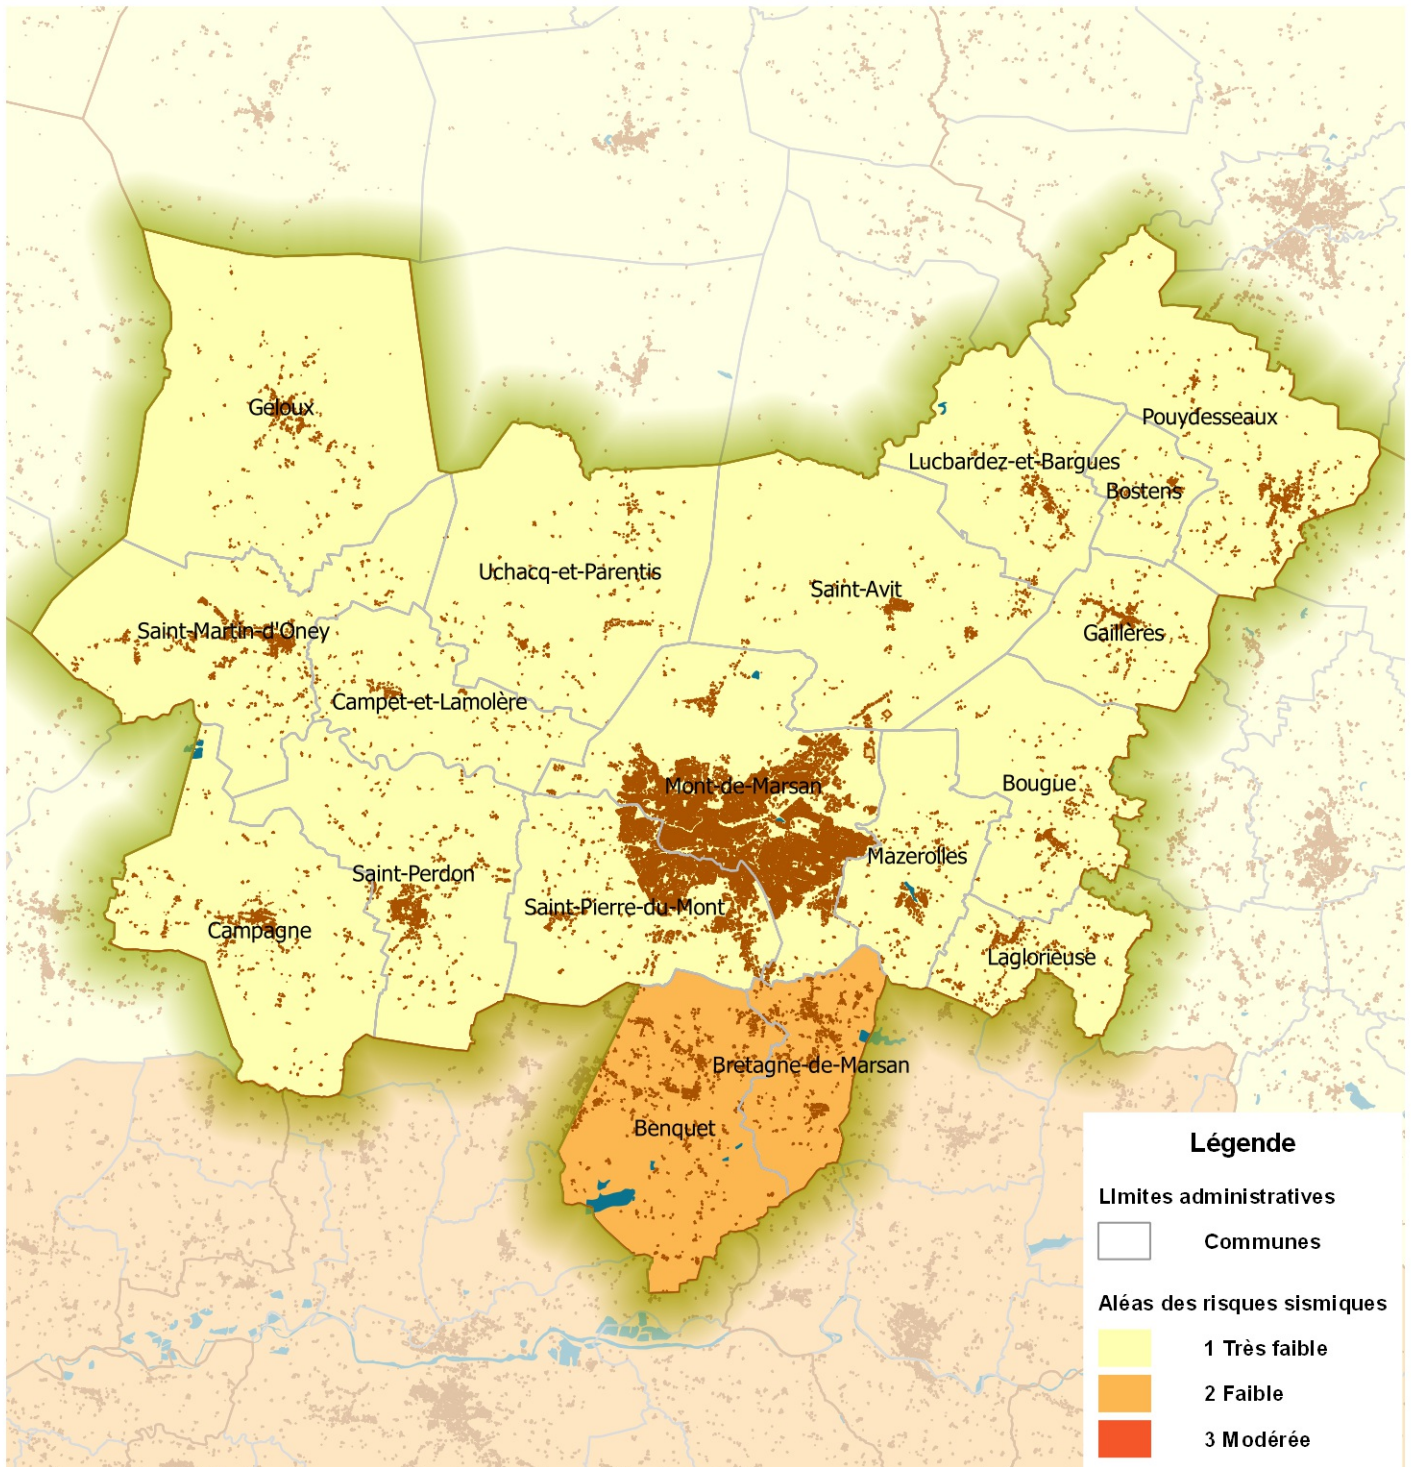 Geloux
Pouydesseaux
Lucbardez-et-Bargues
Bostens
Uchacq-et-Parentis
Saint-Avit
Saint-Martin-d'Oney
Gaillères
Campet-et-Lamolère
Mont-de-Marsan
Bougue
Mazerolles
Saint-Perdon
Saint-Pierre-du-Mont
Campagne
Laglorieuse
Bretagne-de-Marsan
Benquet
Légende
LImites administratives
Communes
Aléas des risques sismiques
1 Très faible
2 Faible
3 Modérée